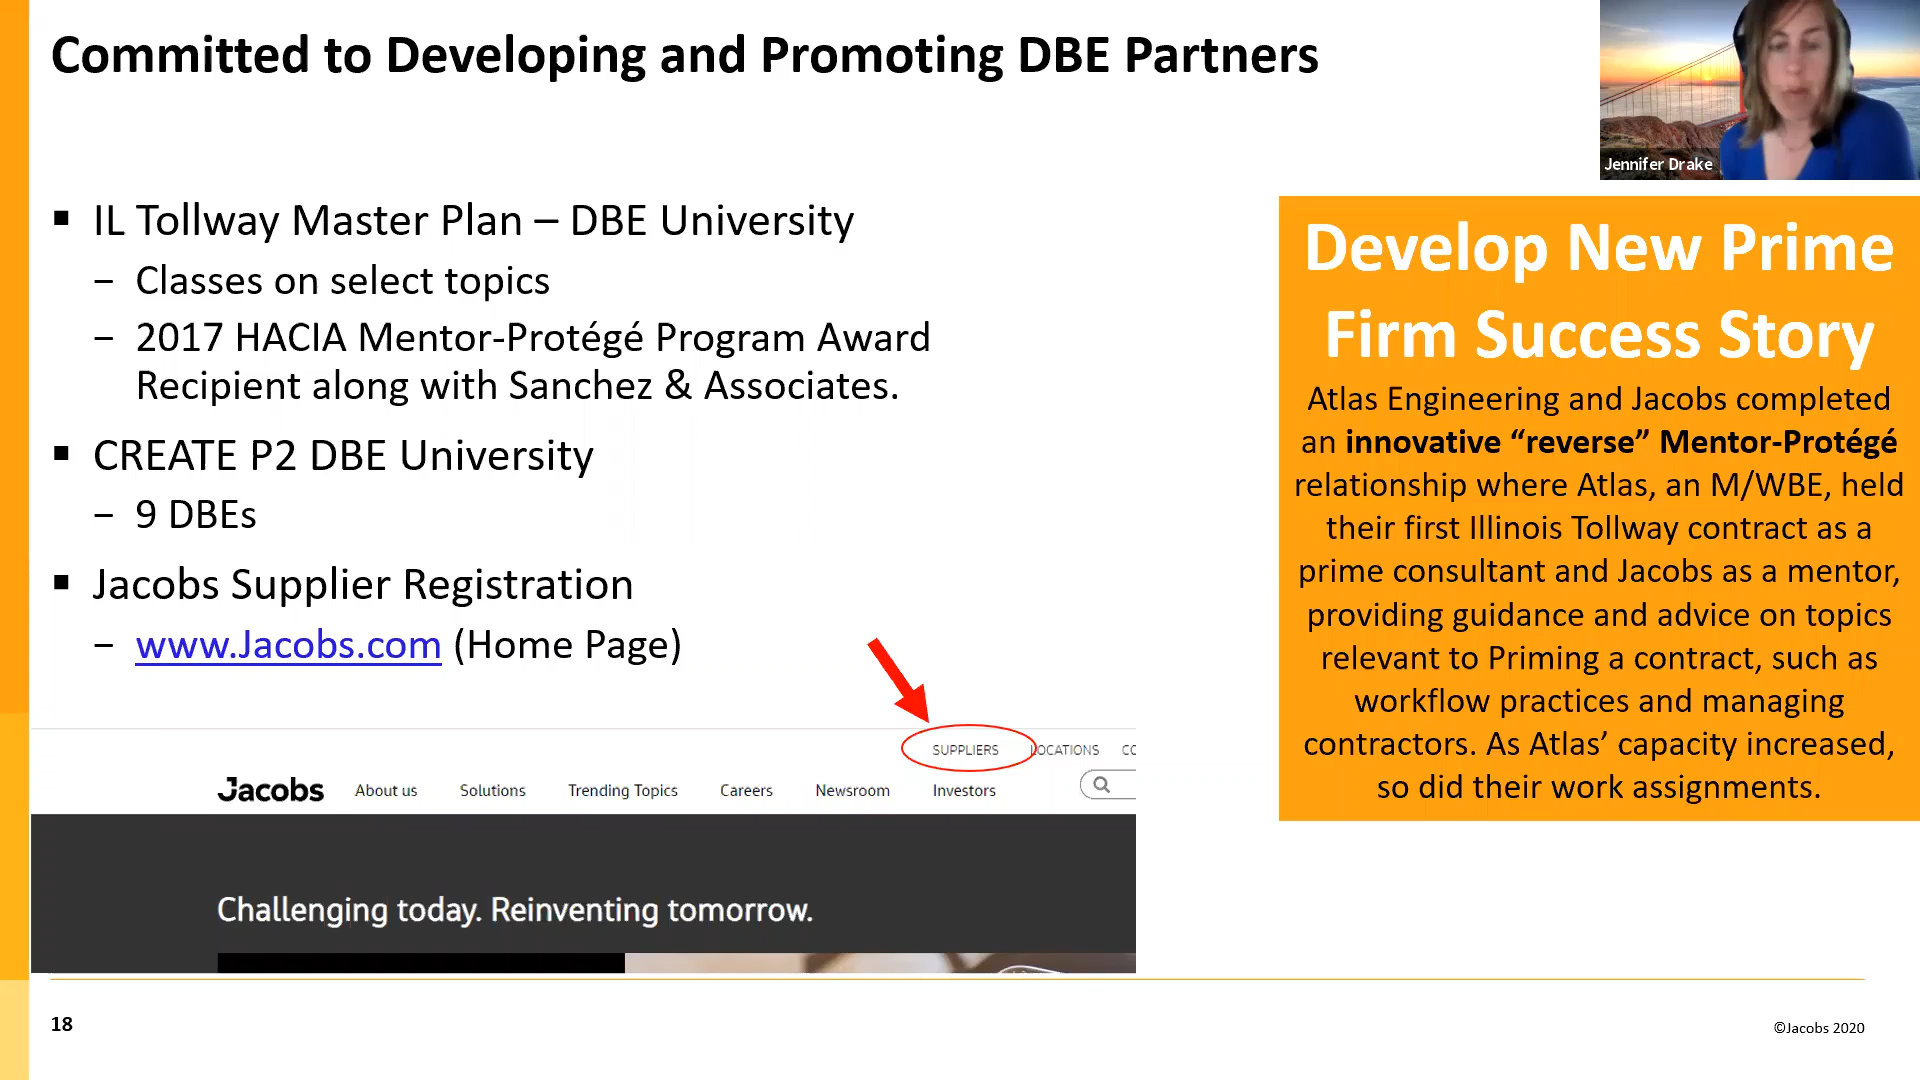 Committed to Developing and Promoting DBE Partners
Jennifer Drake
▪ IL Tollway Master Plan – DBE University
− Classes on select topics
− 2017 HACIA Mentor-Protégé Program Award
Recipient along with Sanchez & Associates.
▪ CREATE P2 DBE University
− 9 DBEs
▪ Jacobs Supplier Registration
− www.Jacobs.com (Home Page)
SUPPLIERS LOCATIONS
Jacobs About us Solutions Trending Topics Careers Newsroom Investors
Challenging today. Reinventing tomorrow.
Develop New Prime
Firm Success Story
Atlas Engineering and Jacobs completed
an innovative “reverse” Mentor-Protégé
relationship where Atlas, an M/WBE, held
their first Illinois Tollway contract as a
prime consultant and Jacobs as a mentor,
providing guidance and advice on topics
relevant to Priming a contract, such as
workflow practices and managing
contractors. As Atlas’ capacity increased,
so did their work assignments.
18
©Jacobs 2020